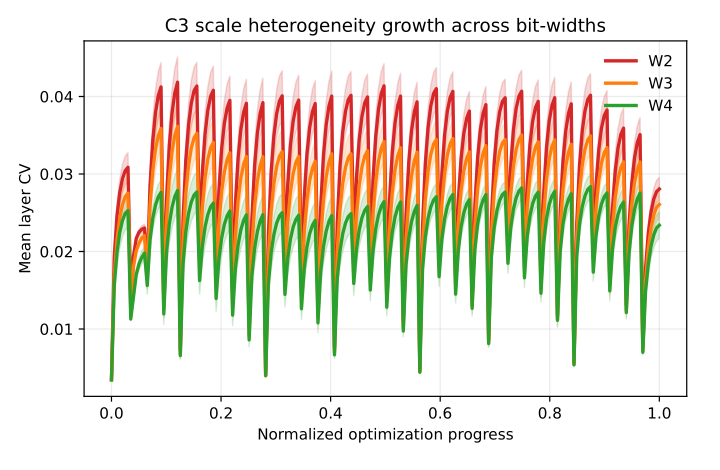 C3 scale heterogeneity growth across bit-widths
W2
W3
W4
Mean layer CV
0.04
0.03
0.02
0.01
0.0
0.2
0.4
0.6
0.8
1.0
Normalized optimization progress